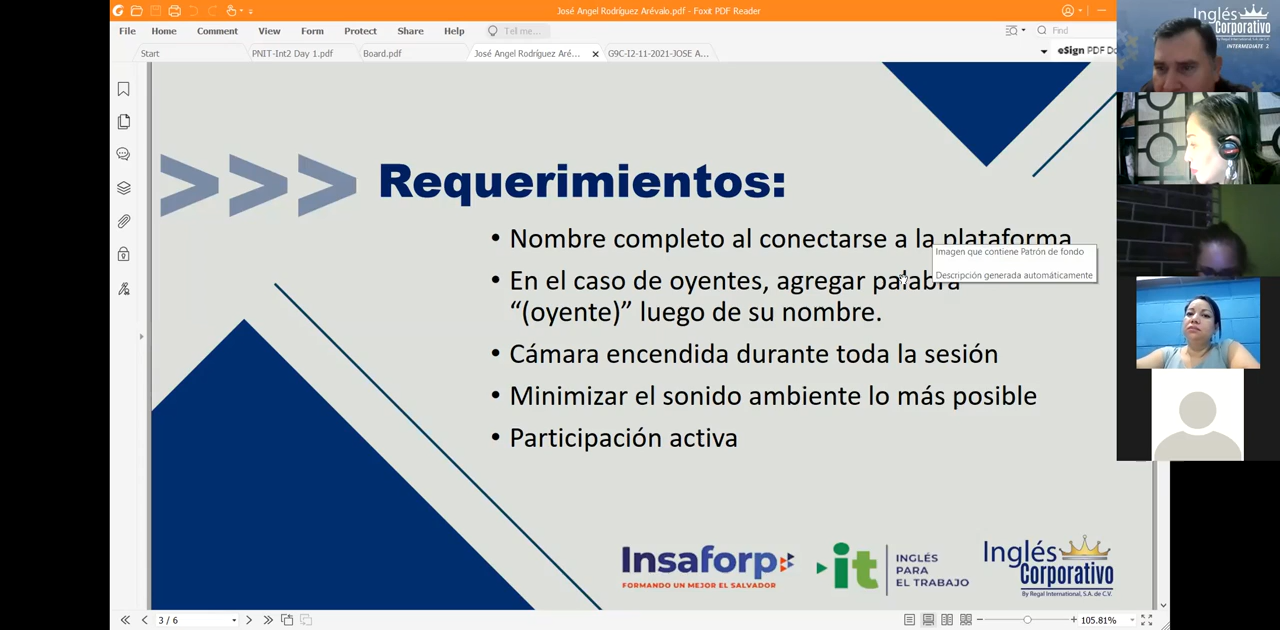 José Angel Rodríguez Arévalo.pdf - Foxit PDF Reader
File Home Comment View Form Protect Share Help Tell me... Find
Start PNIT-Int2 Day 1.pdf Board.pdf José Angel Rodríguez Aré... G9C-I2-11-2021-JOSE A... eSign PDF Do
Inglés
Corporativo
INTERMEDIATE 2
>>> Requerimientos:
• Nombre completo al conectarse a la plataforma
Imagen que contiene Patrón de fondo
Descripción generada automáticamente
• En el caso de oyentes, agregar palabra
“(oyente)” luego de su nombre.
• Cámara encendida durante toda la sesión
• Minimizar el sonido ambiente lo más posible
• Participación activa
Insaforp
FORMANDO UN MEJOR EL SALVADOR
it
INGLÉS
PARA
EL TRABAJO
Inglés
Corporativo
By Regal International, S.A. de C.V.
3 / 6
105.81%